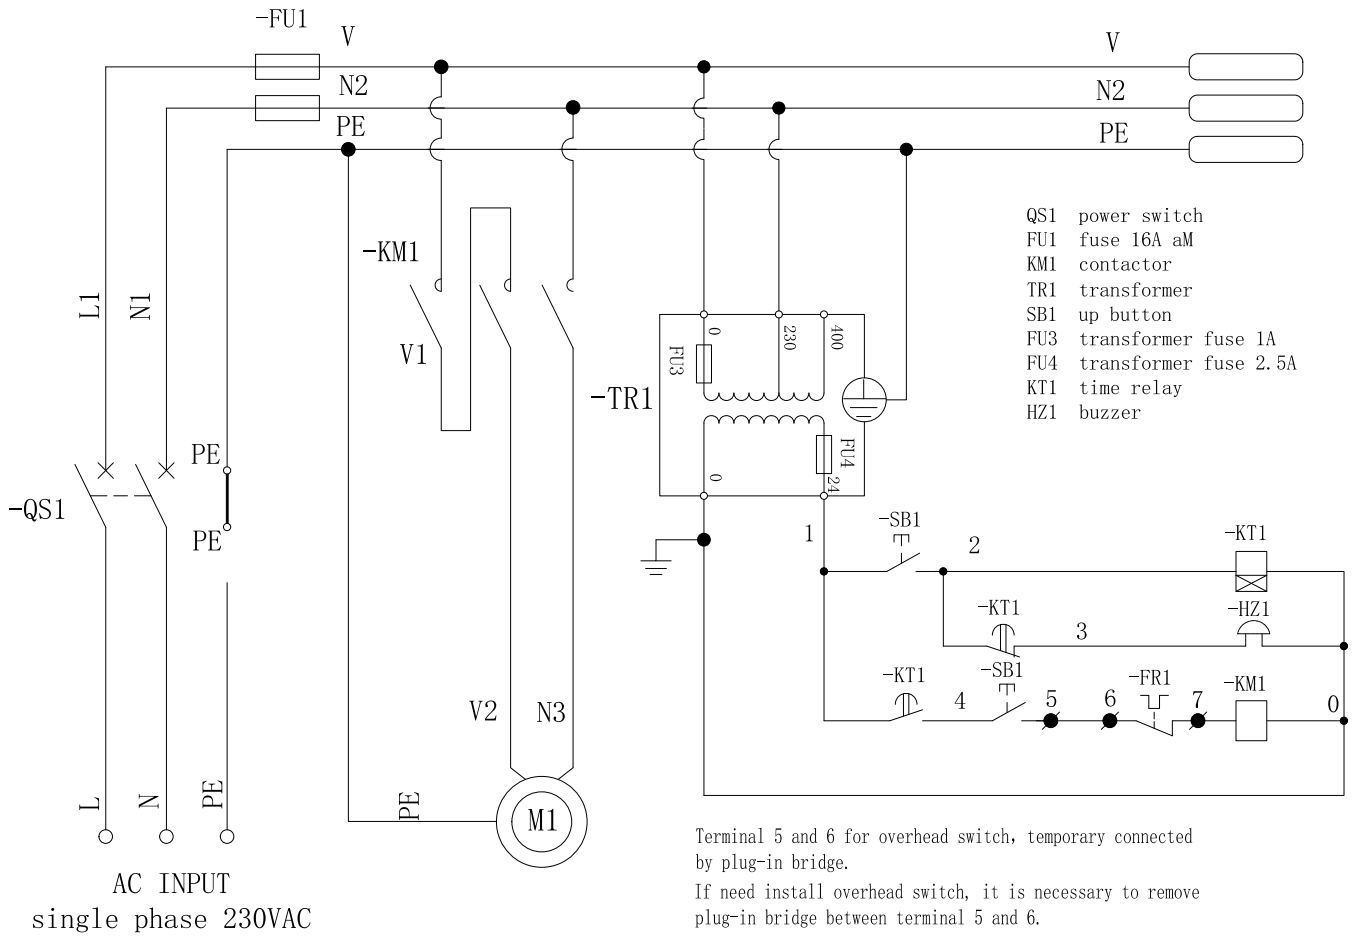 -FU1
V
V
N2
N2
PE
PE
QS1 power switch
FU1 fuse 16A aM
KM1 contactor
TR1 transformer
SB1 up button
FU3 transformer fuse 1A
FU4 transformer fuse 2.5A
KT1 time relay
HZ1 buzzer
-KM1
L1
N1
V1
0
230
400
FU3
-TR1
FU4
0
24
PE
-QS1
PE
1
-SB1
2
-KT1
-KT1
3
-HZ1
-KT1
4
-SB1
5
6
-FR1
7
-KM1
0
V2
N3
L
N
PE
PE
M1
AC INPUT
single phase 230VAC
Terminal 5 and 6 for overhead switch, temporary connected
by plug-in bridge.
If need install overhead switch, it is necessary to remove
plug-in bridge between terminal 5 and 6.